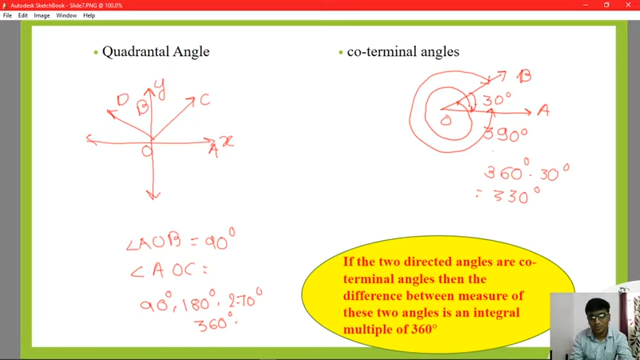 Autodesk SketchBook - Slide7.PNG @ 100.0%
File Edit Image Window Help
• Quadrantal Angle
y
D
B
C
O
A x
∠AOB = 90°
∠AOC =
90°, 180°, 270°
360°.
• co-terminal angles
B
30°
A
O
390°
360° - 30°
= 330°
If the two directed angles are co-
terminal angles then the
difference between measure of
these two angles is an integral
multiple of 360°